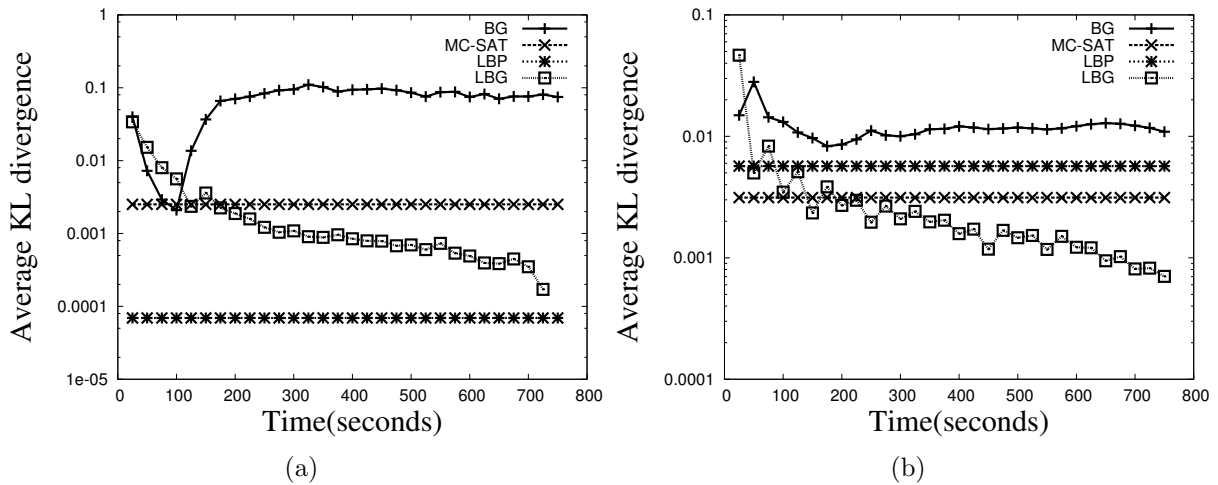 1
0.1
0.01
0.001
0.0001
1e-05
Average KL divergence
BG
MC-SAT
LBP
LBG
0 100 200 300 400 500 600 700 800
Time(seconds)
(a)
0.1
0.01
0.001
0.0001
Average KL divergence
BG
MC-SAT
LBP
LBG
0 100 200 300 400 500 600 700 800
Time(seconds)
(b)